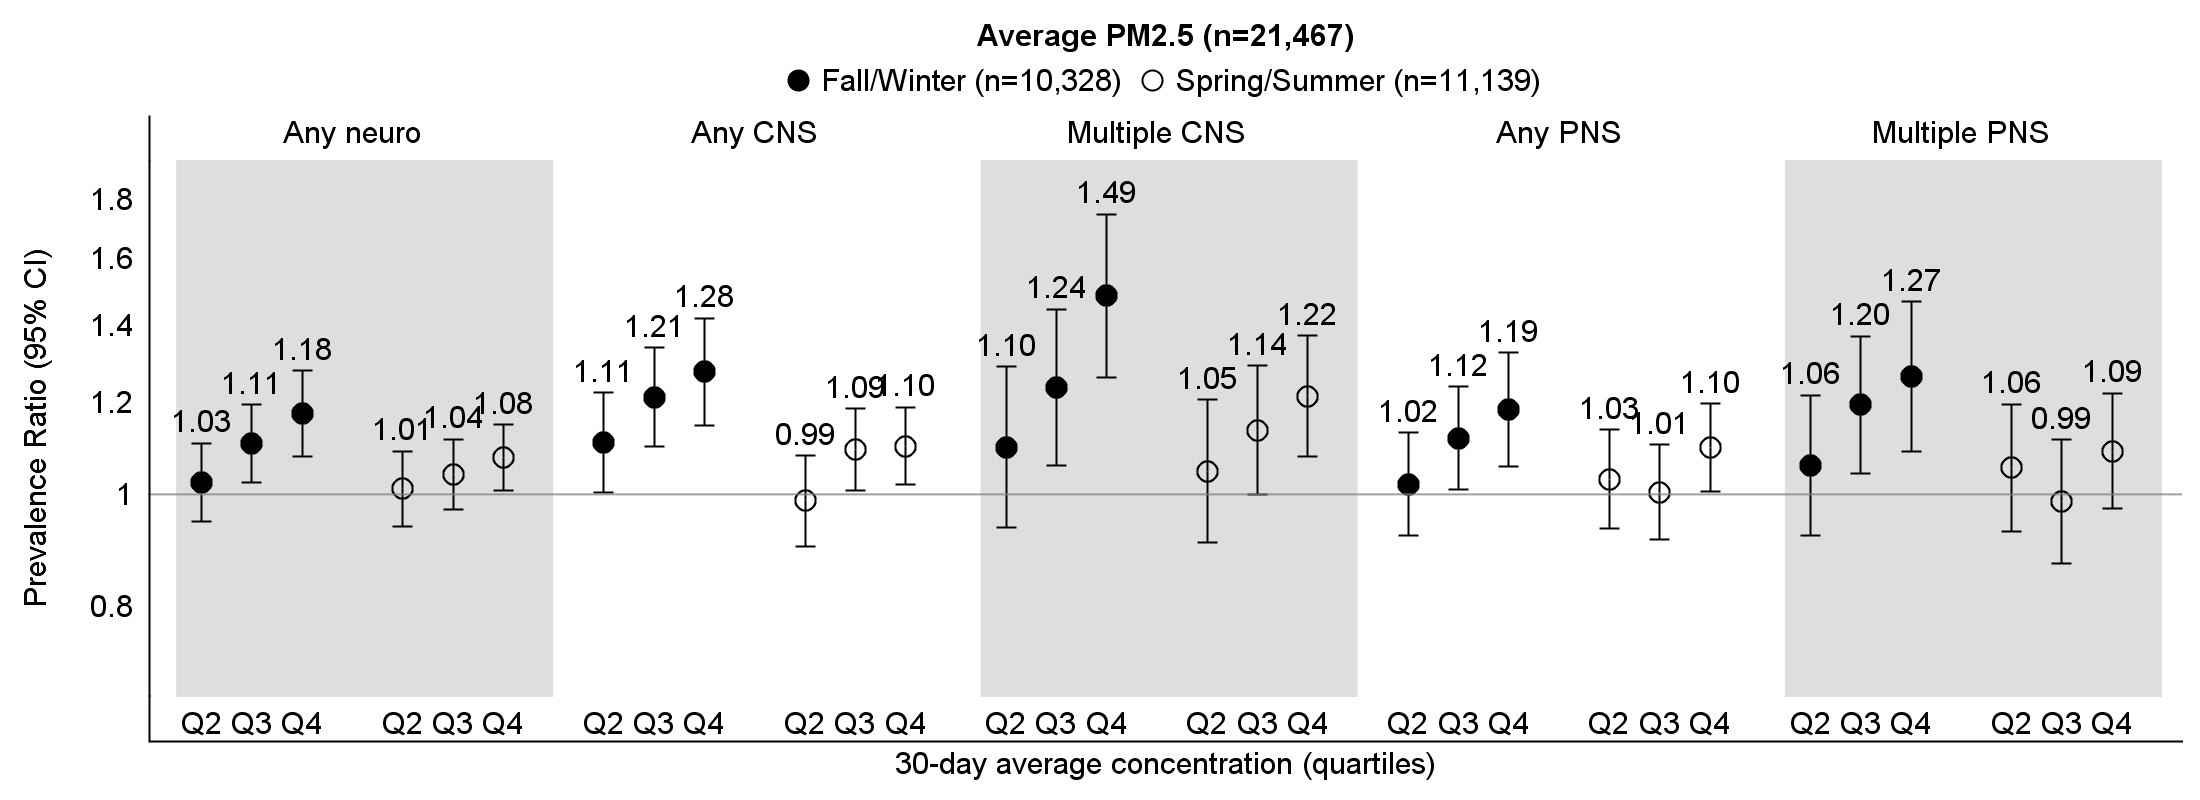 Average PM2.5 (n=21,467)
Fall/Winter (n=10,328) Spring/Summer (n=11,139)
Any neuro Any CNS Multiple CNS Any PNS Multiple PNS
Prevalence Ratio (95% CI)
1.8
1.6
1.4
1.2
1
0.8
1.03 1.11 1.18 1.01 1.04 1.08
1.11 1.21 1.28 0.99 1.09 1.10
1.10 1.24 1.49 1.05 1.14 1.22
1.02 1.12 1.19 1.03 1.01 1.10
1.06 1.20 1.27 1.06 0.99 1.09
Q2 Q3 Q4 Q2 Q3 Q4 Q2 Q3 Q4 Q2 Q3 Q4 Q2 Q3 Q4 Q2 Q3 Q4 Q2 Q3 Q4 Q2 Q3 Q4 Q2 Q3 Q4 Q2 Q3 Q4
30-day average concentration (quartiles)